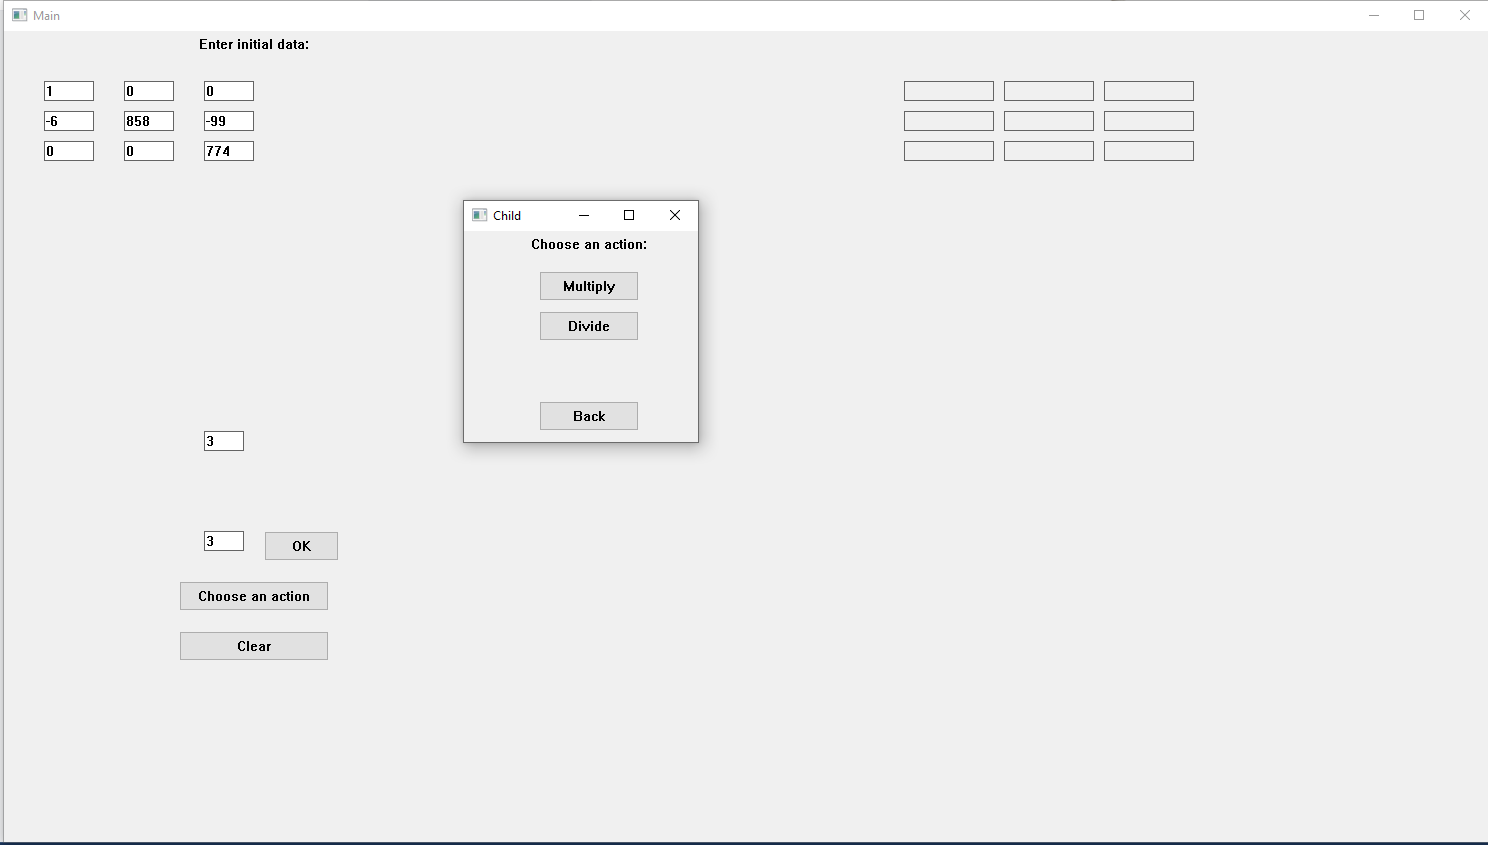 Main
Enter initial data:
1 0 0
-6 858 -99
0 0 774
Child
Choose an action:
Multiply
Divide
Back
3
3 OK
Choose an action
Clear